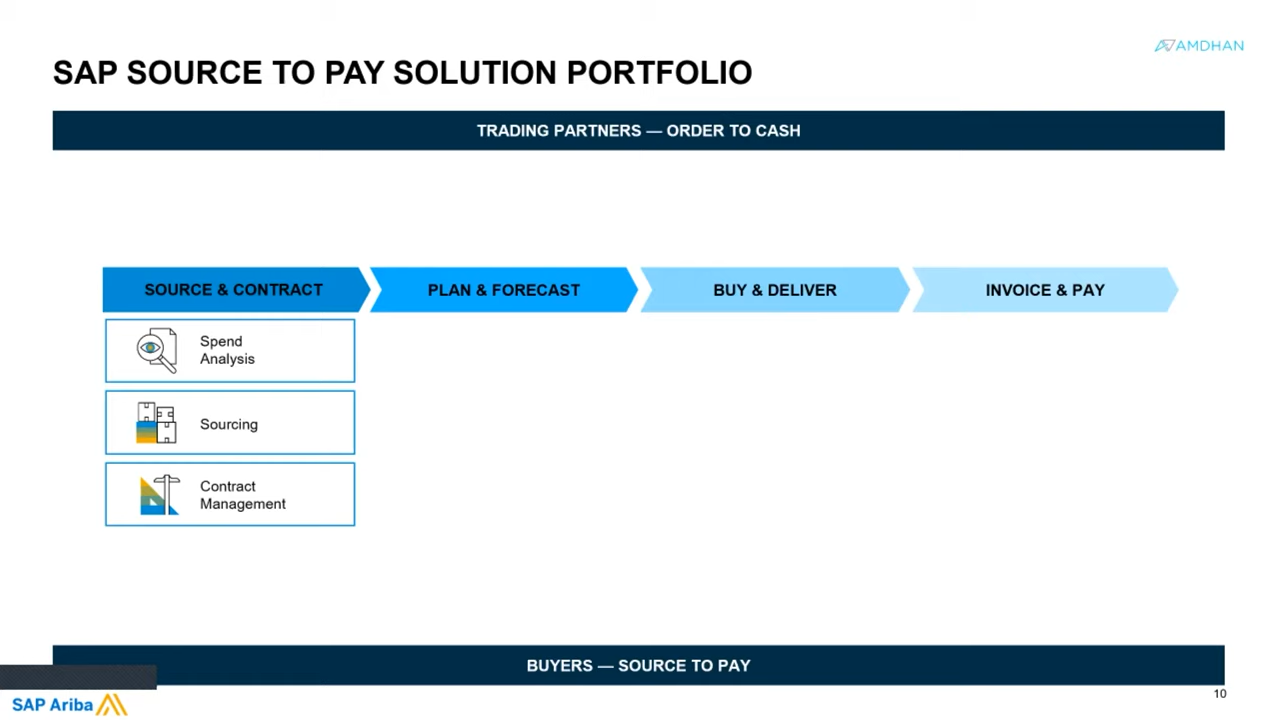 AMDHAN
SAP SOURCE TO PAY SOLUTION PORTFOLIO
TRADING PARTNERS — ORDER TO CASH
SOURCE & CONTRACT
PLAN & FORECAST
BUY & DELIVER
INVOICE & PAY
Spend
Analysis
Sourcing
Contract
Management
BUYERS — SOURCE TO PAY
SAP Ariba
10